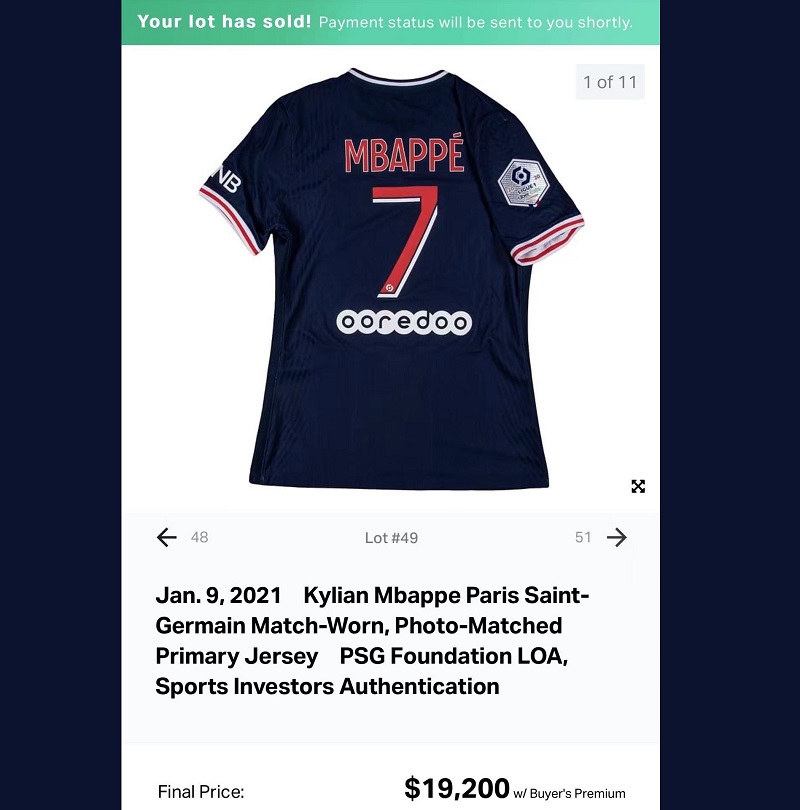 Your lot has sold! Payment status will be sent to you shortly.
1 of 11
MBAPPÉ
NB
7
LIGUE 1
ooredoo
48
Lot #49
51
Jan. 9, 2021 Kylian Mbappe Paris Saint-
Germain Match-Worn, Photo-Matched
Primary Jersey PSG Foundation LOA,
Sports Investors Authentication
Final Price:
$19,200 w/ Buyer's Premium